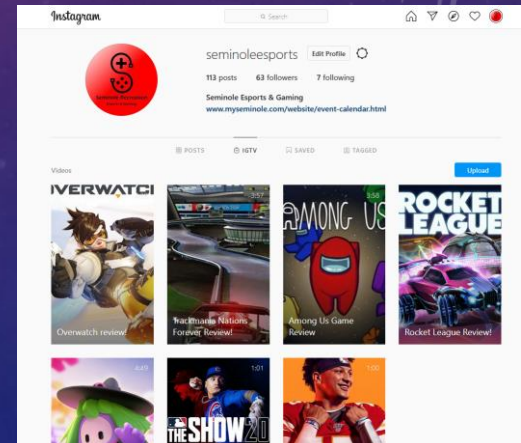 Instagram
Search
seminoleesports Edit Profile
113 posts 63 followers 7 following
Seminole Esports & Gaming
www.myseminole.com/website/event-calendar.html
POSTS IGTV SAVED TAGGED
Videos Upload
OVERWATCH
Overwatch review!
3:57
Trackmania Nations
Forever Review!
3:58
AMONG US
Among Us Game
Review
ROCKET
LEAGUE
Rocket League Review!
4:49
1:01
THE SHOW 20
1:00